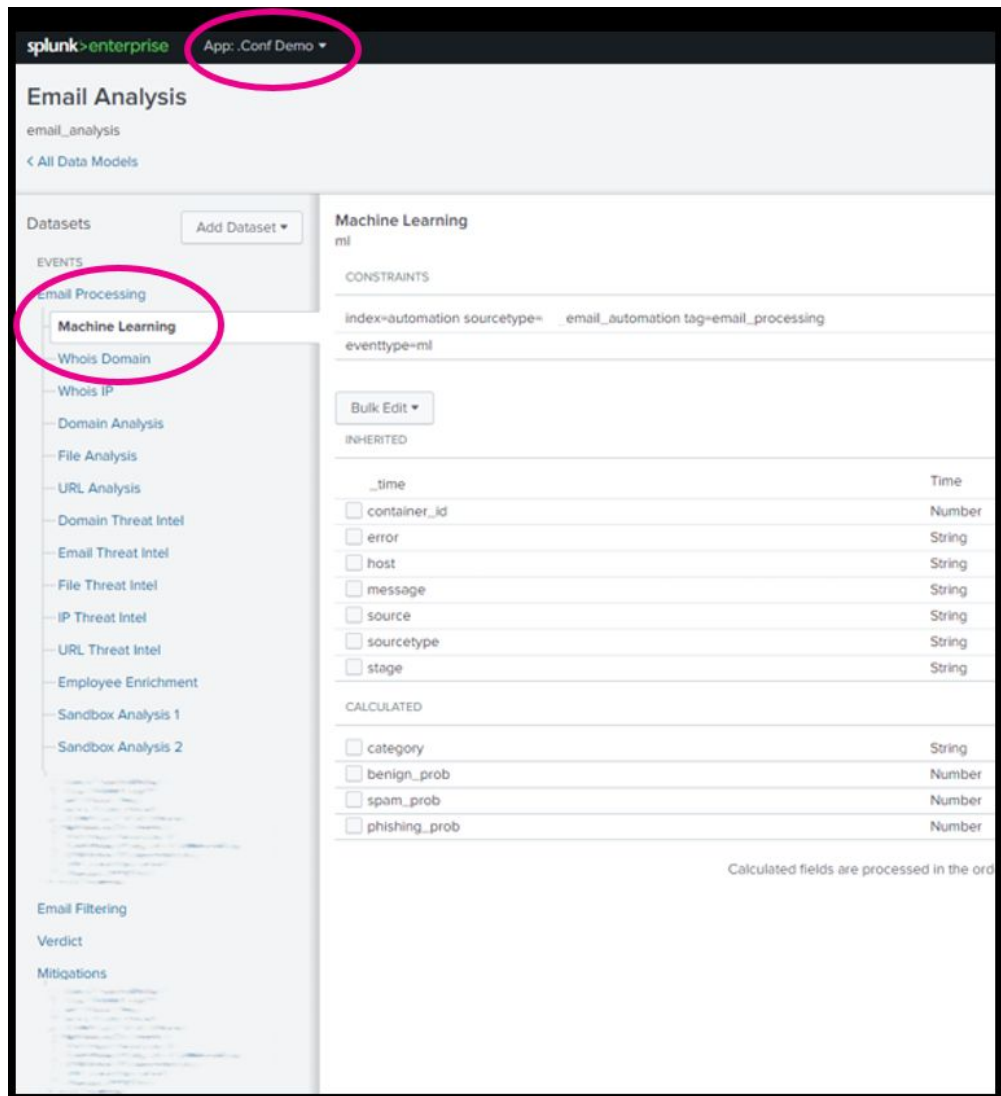 splunk>enterprise App: .Conf Demo
Email Analysis
email_analysis
< All Data Models
Datasets
Add Dataset
EVENTS
Email Processing
Machine Learning
Whois Domain
Whois IP
Domain Analysis
File Analysis
URL Analysis
Domain Threat Intel
Email Threat Intel
File Threat Intel
IP Threat Intel
URL Threat Intel
Employee Enrichment
Sandbox Analysis 1
Sandbox Analysis 2
Email Filtering
Verdict
Mitigations
Machine Learning
ml
CONSTRAINTS
index=automation sourcetype= _email_automation tag=email_processing
eventtype=ml
Bulk Edit
INHERITED
_time Time
container_id Number
error String
host String
message String
source String
sourcetype String
stage String
CALCULATED
category String
benign_prob Number
spam_prob Number
phishing_prob Number
Calculated fields are processed in the ord